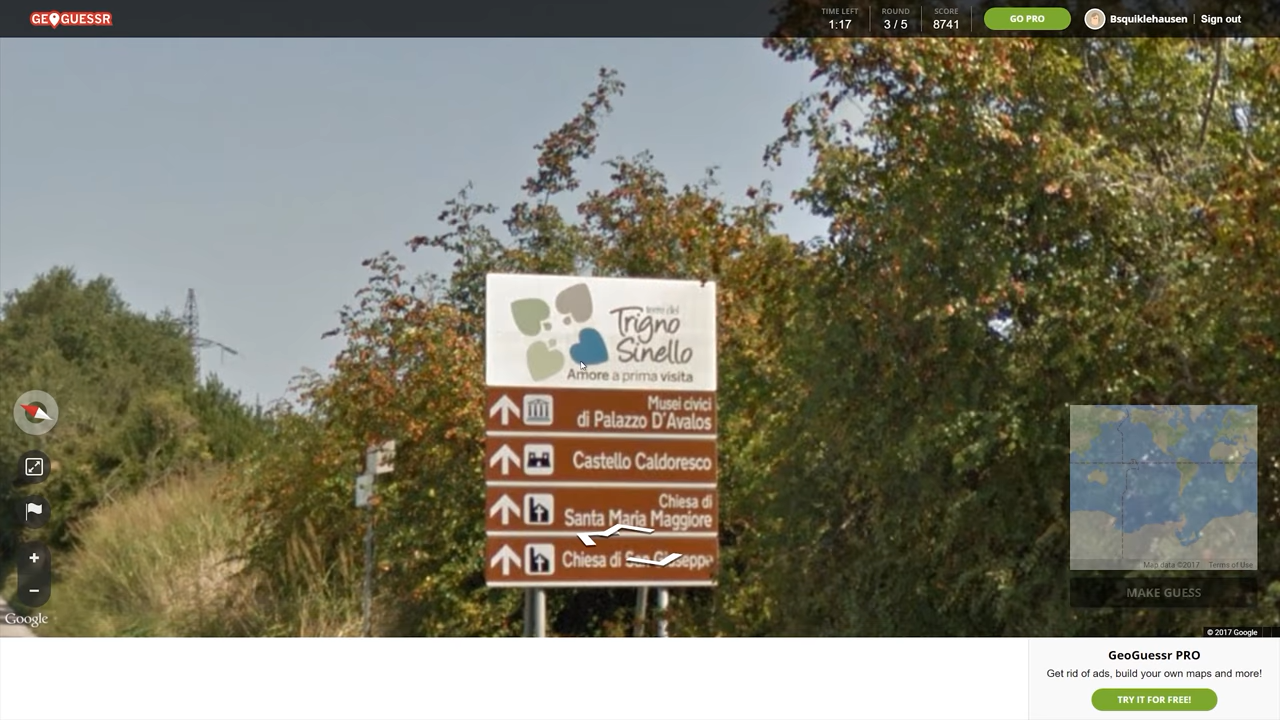 GEOGUESSR
TIME LEFT
1:17
ROUND
3 / 5
SCORE
8741
GO PRO
Bsquiklehausen
Sign out
terre del
Trigno
Sinello
Amore a prima visita
Musei civici
di Palazzo D'Avalos
Castello Caldoresco
Chiesa di
Santa Maria Maggiore
Chiesa di San Giuseppe
Google
Map data ©2017
Terms of Use
MAKE GUESS
© 2017 Google
GeoGuessr PRO
Get rid of ads, build your own maps and more!
TRY IT FOR FREE!